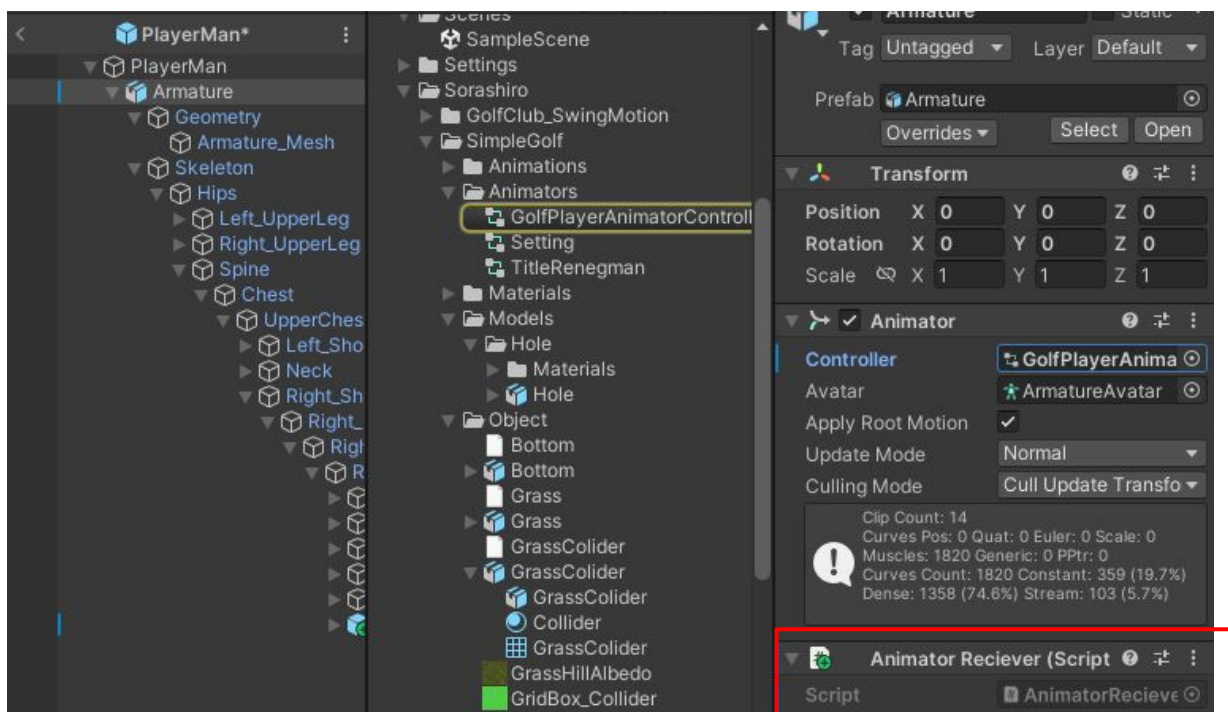 PlayerMan*
PlayerMan
Armature
Geometry
Armature_Mesh
Skeleton
Hips
Left_UpperLeg
Right_UpperLeg
Spine
Chest
UpperChes
Left_Sho
Neck
Right_Sh
Right_
Righ
R
Scenes
SampleScene
Settings
Sorashiro
GolfClub_SwingMotion
SimpleGolf
Animations
Animators
GolfPlayerAnimatorControll
Setting
TitleRenegman
Materials
Models
Hole
Materials
Hole
Object
Bottom
Bottom
Grass
Grass
GrassColider
GrassColider
GrassColider
Collider
GrassColider
GrassHillAlbedo
GridBox_Collider
Armature Static
Tag Untagged Layer Default
Prefab Armature
Overrides Select Open
Transform
Position X 0 Y 0 Z 0
Rotation X 0 Y 0 Z 0
Scale X 1 Y 1 Z 1
Animator
Controller GolfPlayerAnima
Avatar ArmatureAvatar
Apply Root Motion
Update Mode Normal
Culling Mode Cull Update Transfo
Clip Count: 14
Curves Pos: 0 Quat: 0 Euler: 0 Scale: 0
Muscles: 1820 Generic: 0 PPtr: 0
Curves Count: 1820 Constant: 359 (19.7%)
Dense: 1358 (74.6%) Stream: 103 (5.7%)
Animator Reciever (Script
Script AnimatorRecieve